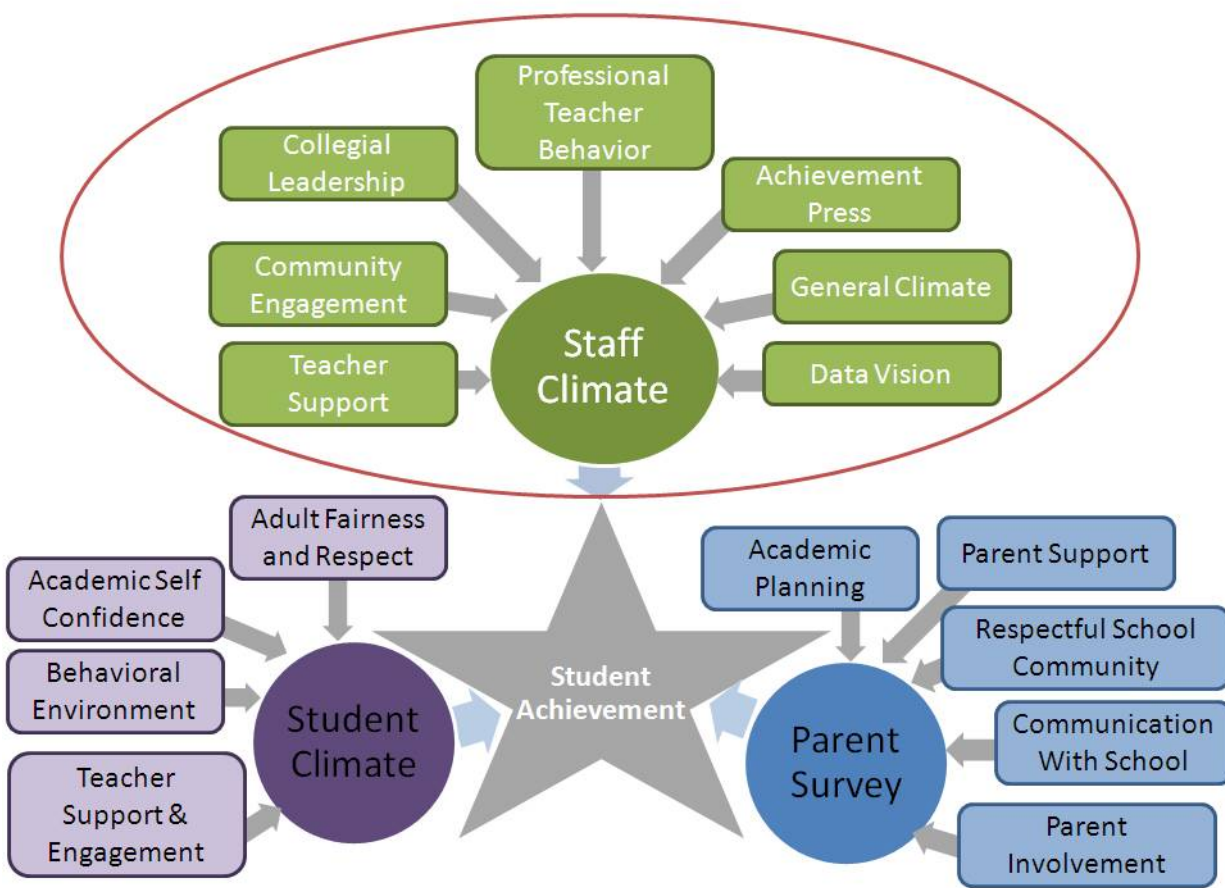 Professional
Teacher
Behavior
Collegial
Leadership
Achievement
Press
Community
Engagement
General Climate
Teacher
Support
Data Vision
Staff
Climate
Adult Fairness
and Respect
Academic Self
Confidence
Behavioral
Environment
Teacher
Support &
Engagement
Student
Climate
Student
Achievement
Academic
Planning
Parent Support
Respectful School
Community
Communication
With School
Parent
Involvement
Parent
Survey